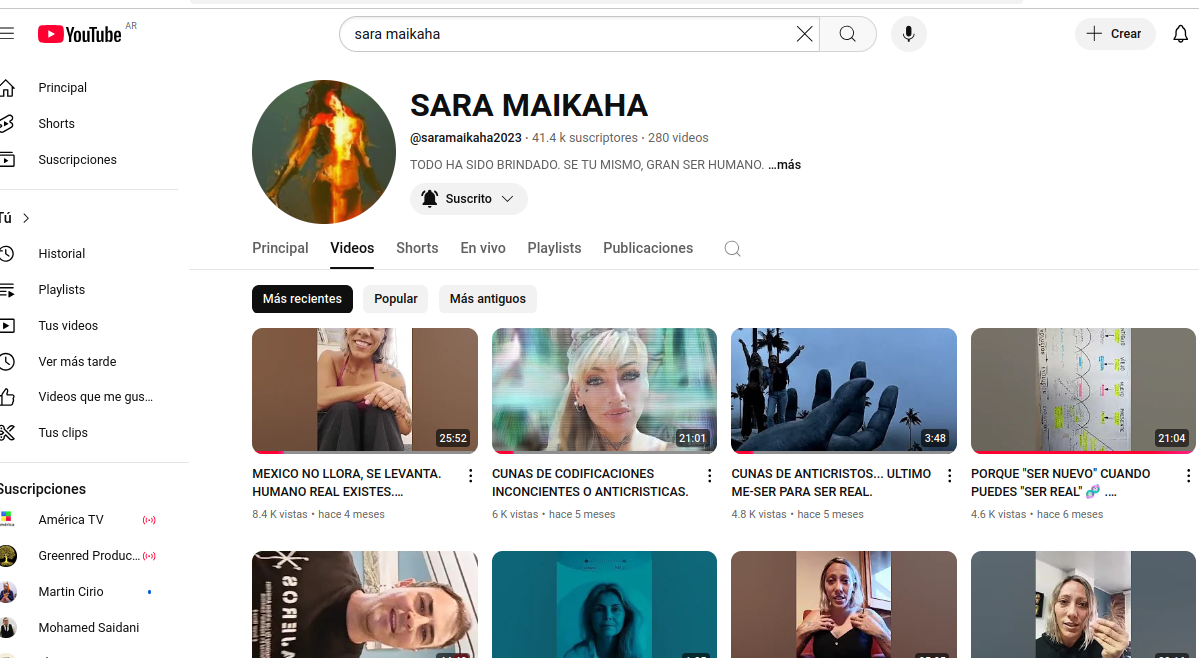 YouTube AR
sara maikaha
Crear
Principal
Shorts
Suscripciones
Tú
Historial
Playlists
Tus videos
Ver más tarde
Videos que me gus...
Tus clips
Suscripciones
América TV
Greenred Produc...
Martin Cirio
Mohamed Saidani
SARA MAIKAHA
@saramaikaha2023 · 41.4 k suscriptores · 280 videos
TODO HA SIDO BRINDADO. SE TU MISMO, GRAN SER HUMANO. ...más
Suscrito
Principal Videos Shorts En vivo Playlists Publicaciones
Más recientes Popular Más antiguos
25:52
MEXICO NO LLORA, SE LEVANTA.
HUMANO REAL EXISTES....
8.4 K vistas • hace 4 meses
21:01
CUNAS DE CODIFICACIONES
INCONCIENTES O ANTICRISTICAS.
6 K vistas • hace 5 meses
3:48
CUNAS DE ANTICRISTOS... ULTIMO
ME-SER PARA SER REAL.
4.8 K vistas • hace 5 meses
21:04
PORQUE "SER NUEVO" CUANDO
PUEDES "SER REAL" 🧬 ....
4.6 K vistas • hace 6 meses